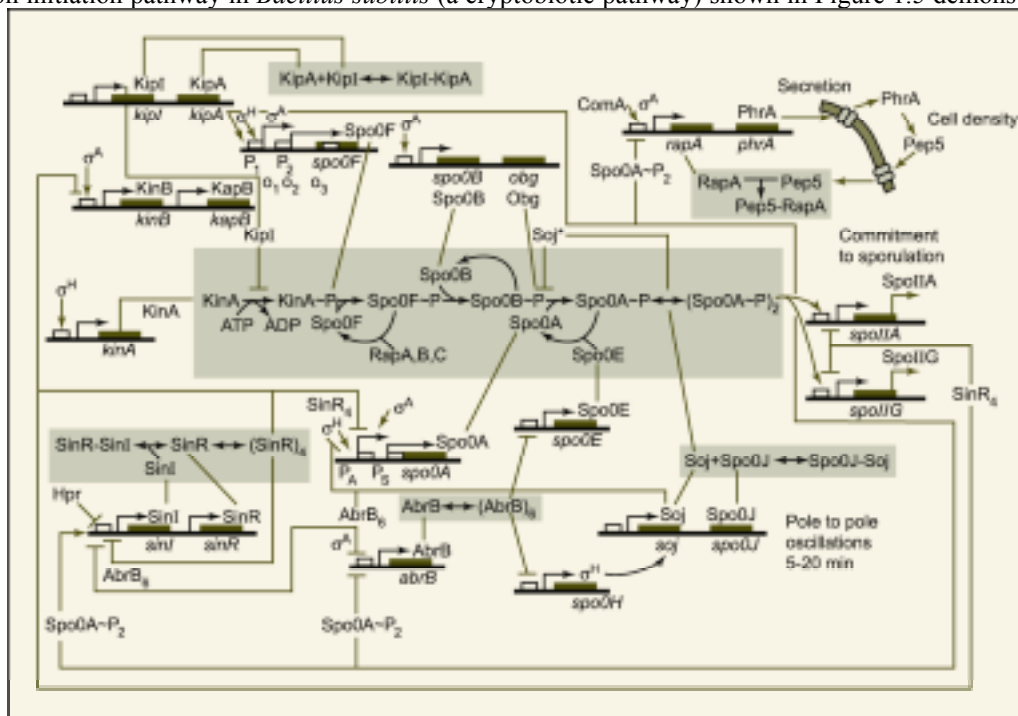 on initiation pathway in Bacillus subtilis (a cryptobiotic pathway) shown in Figure 1.5 demons
KipI KipA
kipI kipA
KipA+KipI KipI-KipA
σH σA
Spo0F
P1 P2 spo0F
o1 o2 o3
σA
spo0B obg
Spo0B Obg
ComA σA
PhrA
rapA phrA
Spo0A~P2
Secretion
PhrA
Cell density
Pep5
RapA Pep5
Pep5-RapA
σA
KinB KapB
kinB kapB
KipI
Soj+
Commitment
to sporulation
σH
KinA
kinA
Spo0B
KinA KinA~P Spo0F~P Spo0B~P Spo0A~P (Spo0A~P)2
ATP ADP Spo0F Spo0A
RapA,B,C Spo0E
SpoIIA
spoIIA
SpoIIG
spoIIG
SinR4
SinR4 σA
σH
Spo0A
PA PS spo0A
Spo0E
spo0E
SinR-SinI SinR (SinR)4
SinI
Soj+Spo0J Spo0J-Soj
Hpr
SinI SinR
sinI sinR
AbrB6
AbrB6
AbrB (AbrB)6
σA
AbrB
abrB
Soj Spo0J
soj spo0J
σH
spo0H
Pole to pole
oscillations
5-20 min
Spo0A~P2
Spo0A~P2